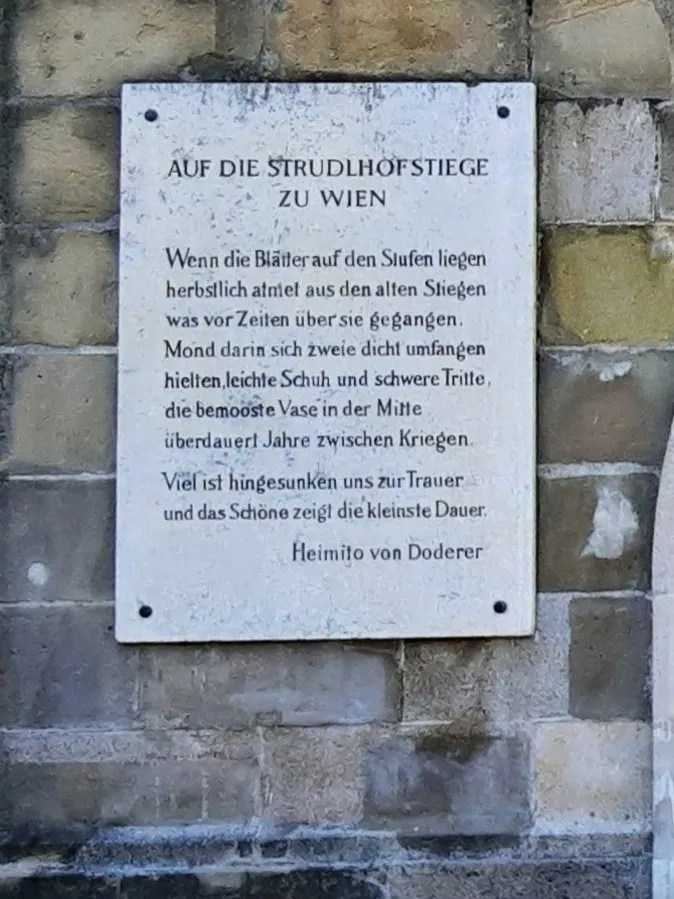 AUF DIE STRUDLHOFSTIEGE
ZU WIEN
Wenn die Blätter auf den Stufen liegen
herbstlich atmet aus den alten Stiegen
was vor Zeiten über sie gegangen.
Mond darin sich zweie dicht umfangen
hielten, leichte Schuh und schwere Tritte,
die bemooste Vase in der Mitte
überdauert Jahre zwischen Kriegen.
Viel ist hingesunken uns zur Trauer
und das Schöne zeigt die kleinste Dauer.
Heimito von Doderer